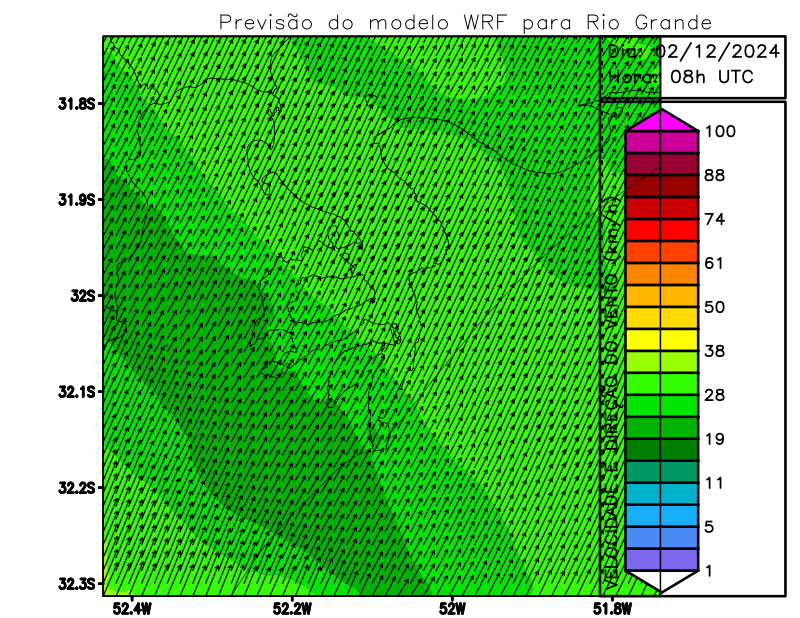 Previsão do modelo WRF para Rio Grande
Dia: 02/12/2024
Hora: 08h UTC
31.8S
31.9S
32S
32.1S
32.2S
32.3S
52.4W
52.2W
52W
51.8W
VELOCIDADE E DIREÇÃO DO VENTO (km/h)
100
88
74
61
50
38
28
19
11
5
1